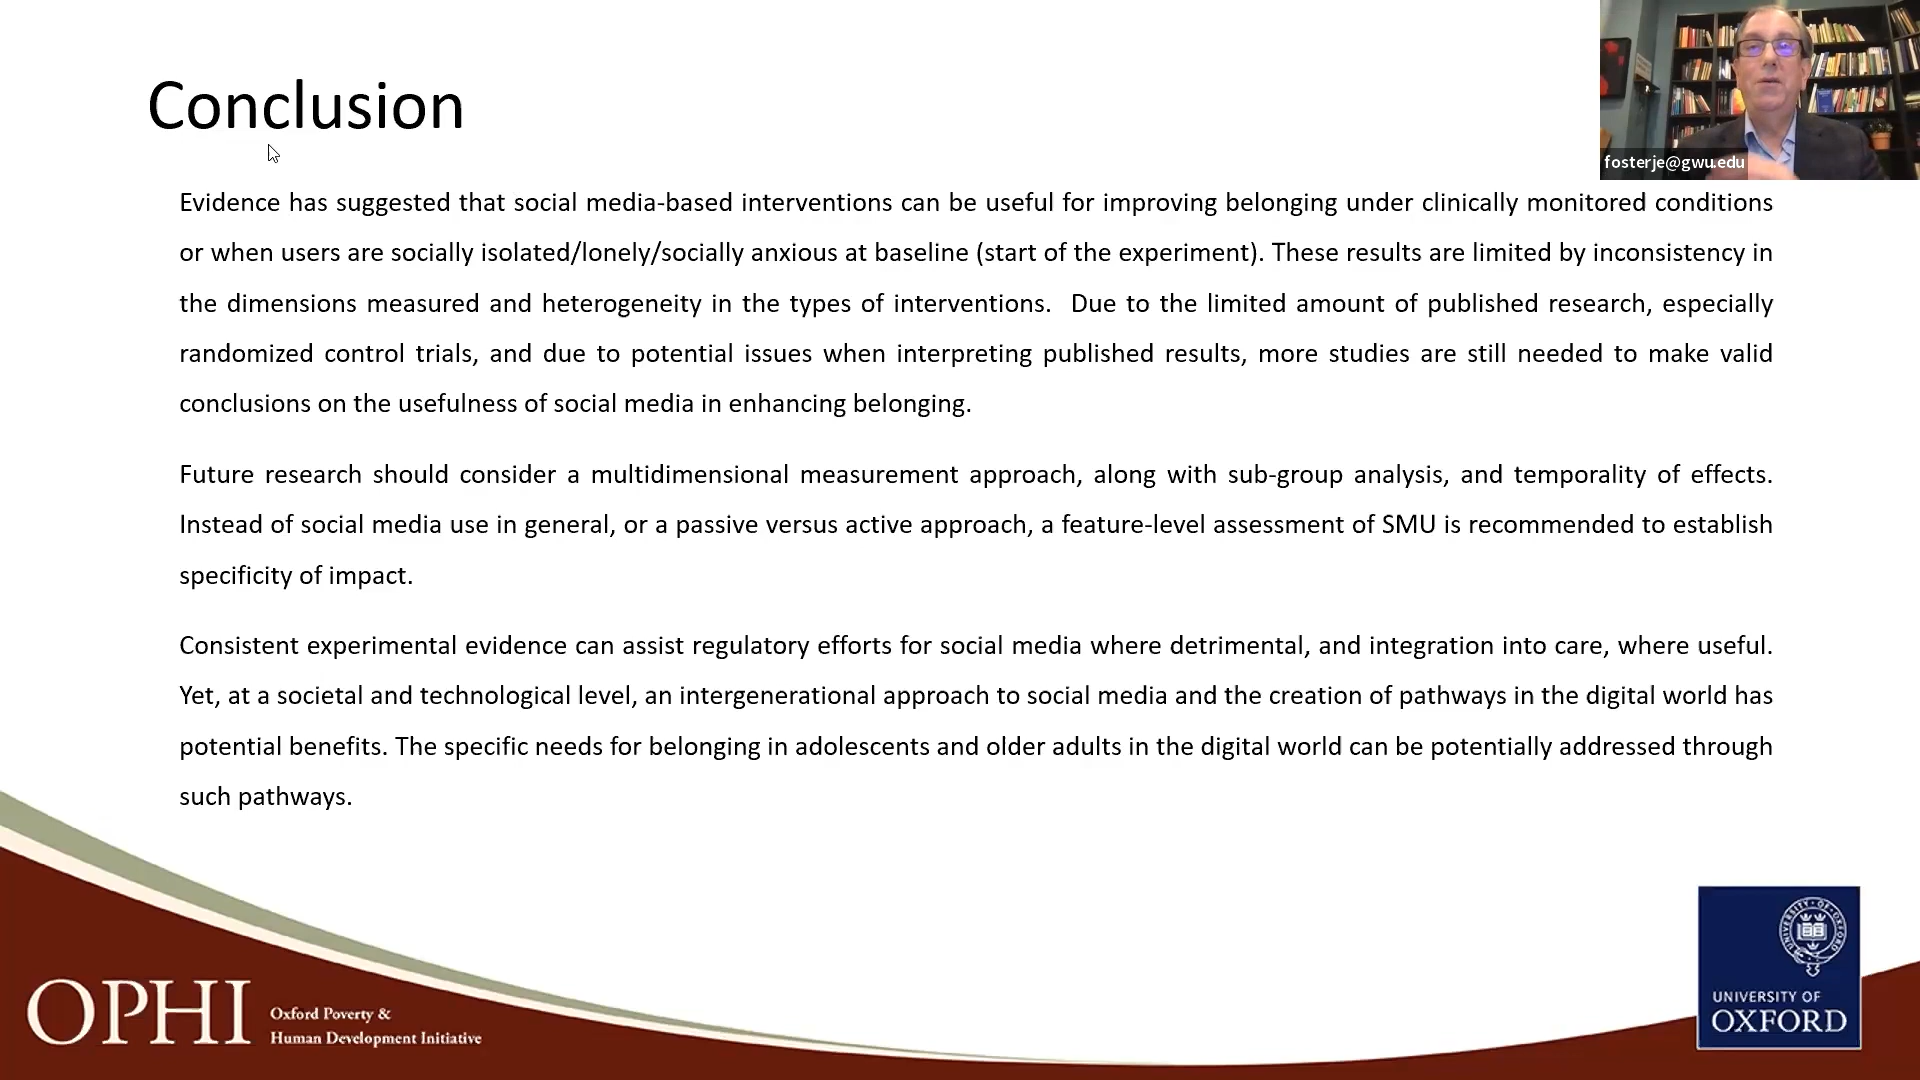 Conclusion
fosterje@gwu.edu
Evidence has suggested that social media-based interventions can be useful for improving belonging under clinically monitored conditions
or when users are socially isolated/lonely/socially anxious at baseline (start of the experiment). These results are limited by inconsistency in
the dimensions measured and heterogeneity in the types of interventions.  Due to the limited amount of published research, especially
randomized control trials, and due to potential issues when interpreting published results, more studies are still needed to make valid
conclusions on the usefulness of social media in enhancing belonging.
Future research should consider a multidimensional measurement approach, along with sub-group analysis, and temporality of effects.
Instead of social media use in general, or a passive versus active approach, a feature-level assessment of SMU is recommended to establish
specificity of impact.
Consistent experimental evidence can assist regulatory efforts for social media where detrimental, and integration into care, where useful.
Yet, at a societal and technological level, an intergenerational approach to social media and the creation of pathways in the digital world has
potential benefits. The specific needs for belonging in adolescents and older adults in the digital world can be potentially addressed through
such pathways.
OPHI
Oxford Poverty &
Human Development Initiative
UNIVERSITY OF
OXFORD